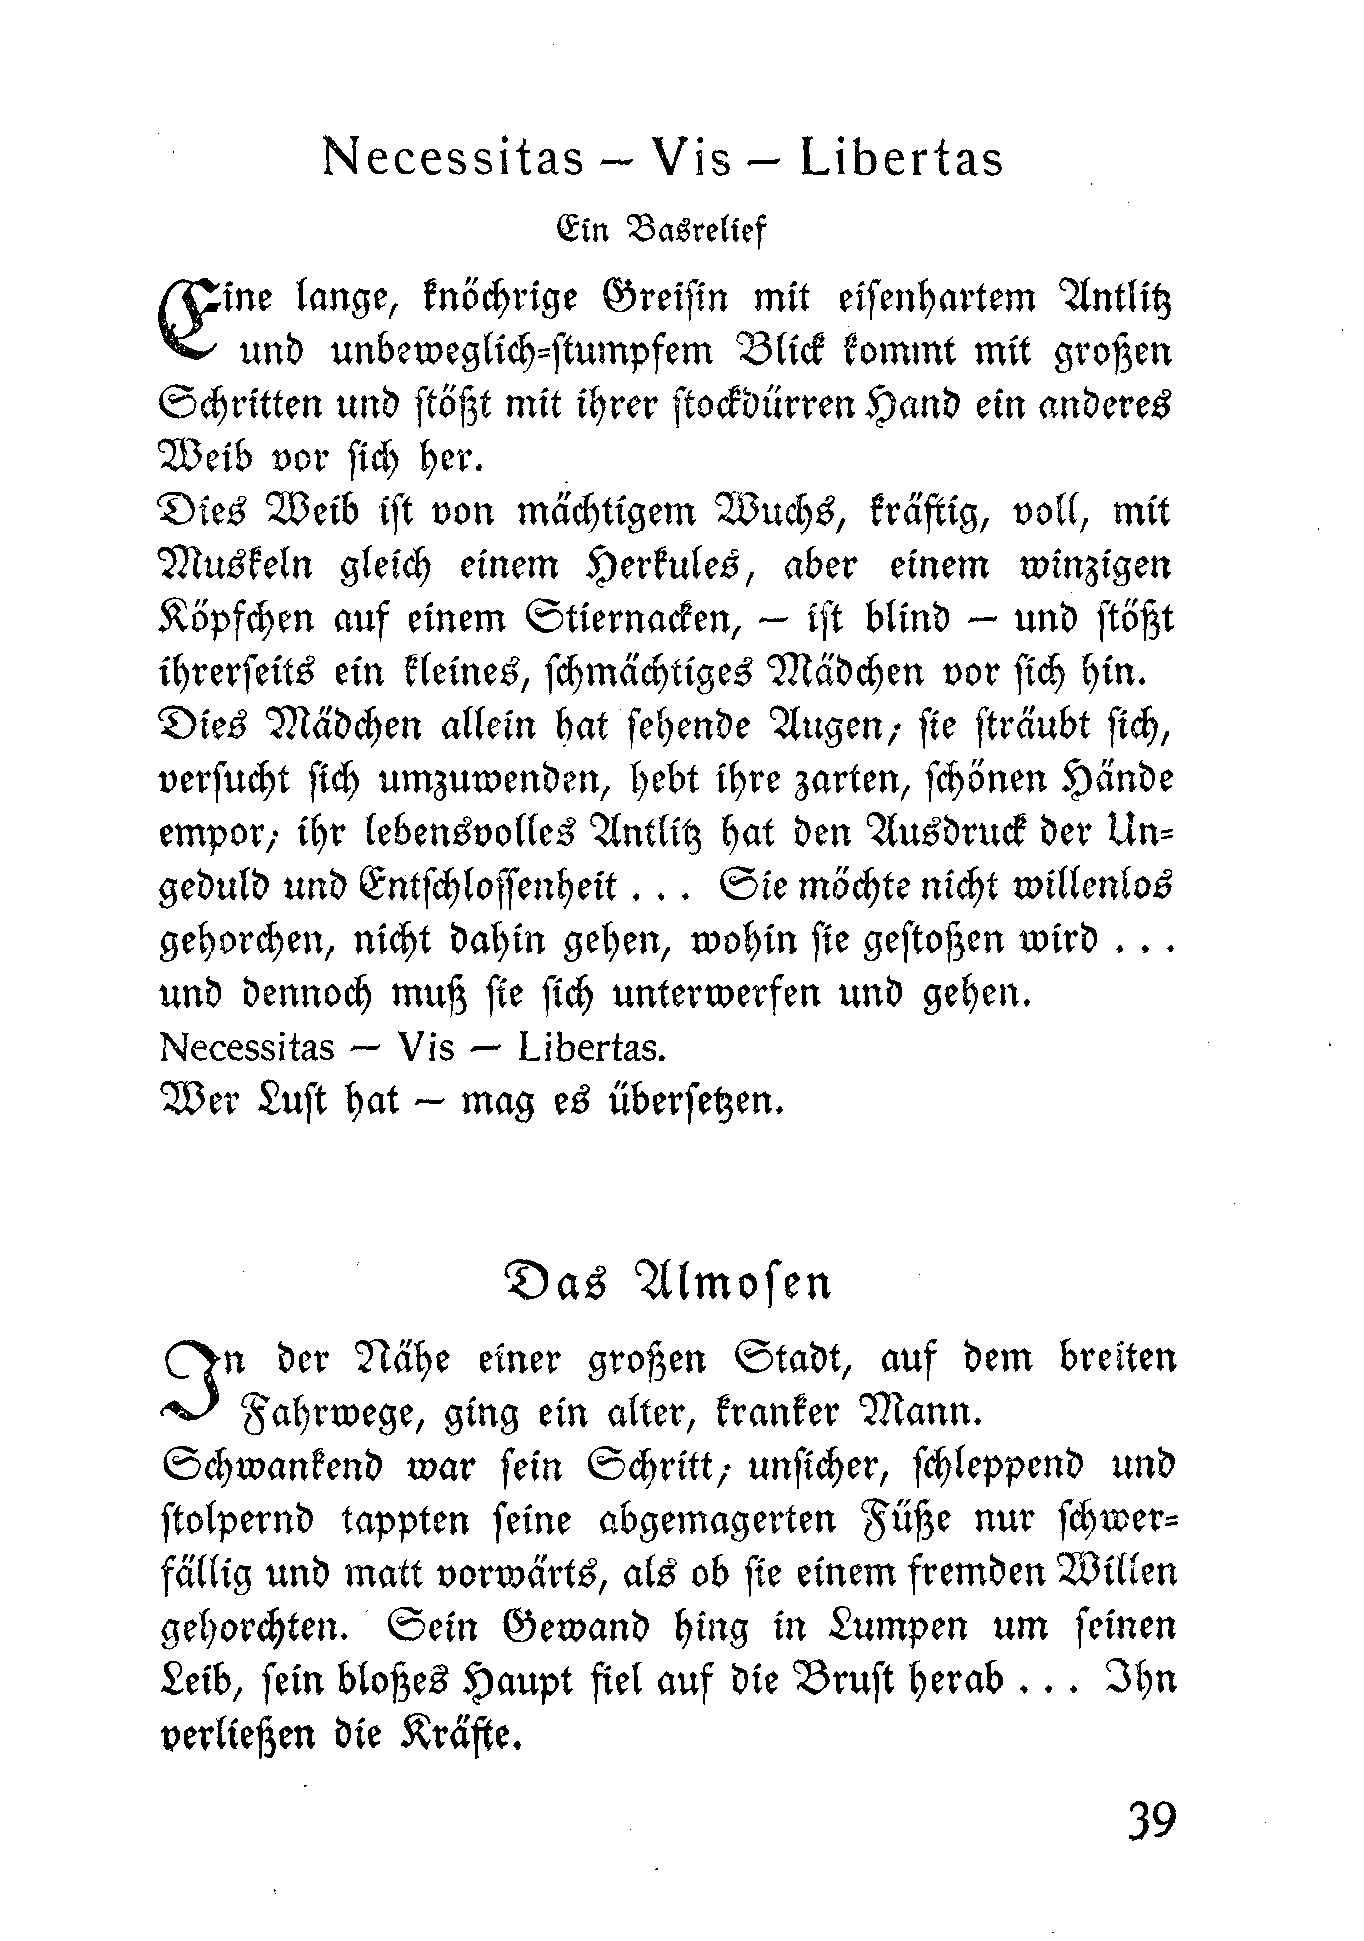 Necessitas – Vis – Libertas
Ein Basrelief
Eine lange, knöchrige Greisin mit eisenhartem Antlitz
und unbeweglich-stumpfem Blick kommt mit großen
Schritten und stößt mit ihrer stockdürren Hand ein anderes
Weib vor sich her.
Dies Weib ist von mächtigem Wuchs, kräftig, voll, mit
Muskeln gleich einem Herkules, aber einem winzigen
Köpfchen auf einem Stiernacken, – ist blind – und stößt
ihrerseits ein kleines, schmächtiges Mädchen vor sich hin.
Dies Mädchen allein hat sehende Augen; sie sträubt sich,
versucht sich umzuwenden, hebt ihre zarten, schönen Hände
empor; ihr lebensvolles Antlitz hat den Ausdruck der Un-
geduld und Entschlossenheit . . . Sie möchte nicht willenlos
gehorchen, nicht dahin gehen, wohin sie gestoßen wird . . .
und dennoch muß sie sich unterwerfen und gehen.
Necessitas – Vis – Libertas.
Wer Lust hat – mag es übersetzen.
Das Almosen
In der Nähe einer großen Stadt, auf dem breiten
Fahrwege, ging ein alter, kranker Mann.
Schwankend war sein Schritt; unsicher, schleppend und
stolpernd tappten seine abgemagerten Füße nur schwer-
fällig und matt vorwärts, als ob sie einem fremden Willen
gehorchten. Sein Gewand hing in Lumpen um seinen
Leib, sein bloßes Haupt fiel auf die Brust herab . . . Ihn
verließen die Kräfte.
39